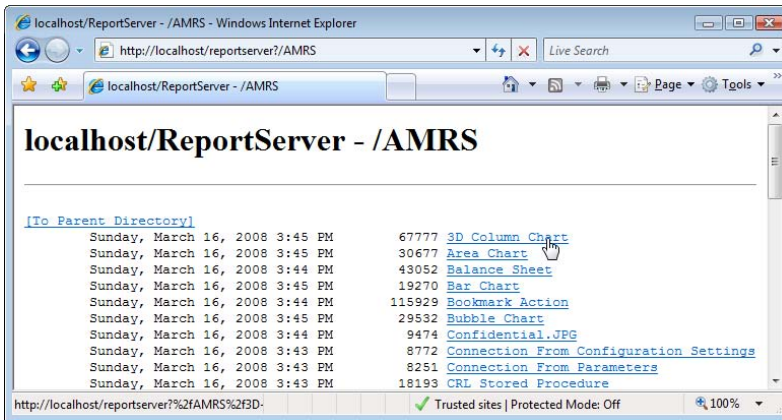 localhost/ReportServer - /AMRS - Windows Internet Explorer
http://localhost/reportserver?/AMRS Live Search
localhost/ReportServer - /AMRS Page Tools
localhost/ReportServer - /AMRS
[To Parent Directory]
Sunday, March 16, 2008 3:45 PM 67777 3D Column Chart
Sunday, March 16, 2008 3:45 PM 30677 Area Chart
Sunday, March 16, 2008 3:44 PM 43052 Balance Sheet
Sunday, March 16, 2008 3:45 PM 19270 Bar Chart
Sunday, March 16, 2008 3:44 PM 115929 Bookmark Action
Sunday, March 16, 2008 3:45 PM 29532 Bubble Chart
Sunday, March 16, 2008 3:44 PM 9474 Confidential.JPG
Sunday, March 16, 2008 3:43 PM 8772 Connection From Configuration Settings
Sunday, March 16, 2008 3:43 PM 8251 Connection From Parameters
Sunday, March 16, 2008 3:43 PM 18193 CRL Stored Procedure
http://localhost/reportserver?%2fAMRS%2f3D- Trusted sites | Protected Mode: Off 100%